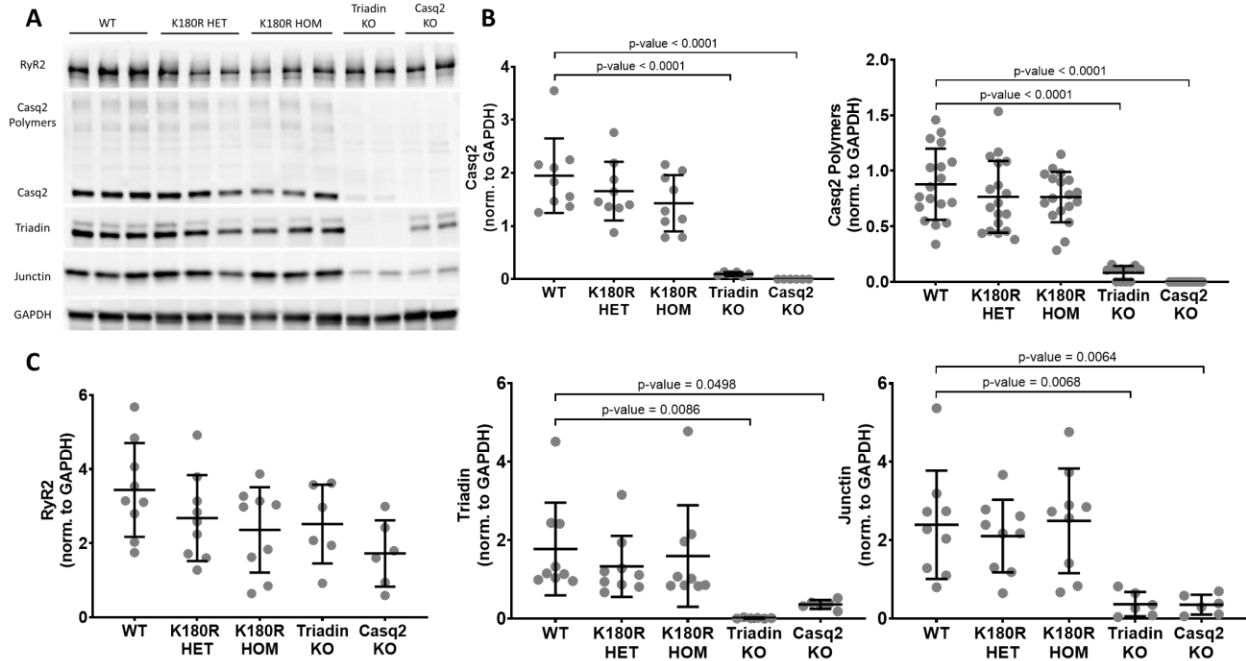 A
WT
K180R HET
K180R HOM
Triadin
KO
Casq2
KO
RyR2
Casq2
Polymers
Casq2
Triadin
Junctin
GAPDH
B
p-value < 0.0001
p-value < 0.0001
Casq2
(norm. to GAPDH)
4
3
2
1
0
WT
K180R
HET
K180R
HOM
Triadin
KO
Casq2
KO
p-value < 0.0001
p-value < 0.0001
Casq2 Polymers
(norm. to GAPDH)
2.0
1.5
1.0
0.5
0.0
WT
K180R
HET
K180R
HOM
Triadin
KO
Casq2
KO
C
RyR2
(norm. to GAPDH)
6
4
2
0
WT
K180R
HET
K180R
HOM
Triadin
KO
Casq2
KO
p-value = 0.0498
p-value = 0.0086
Triadin
(norm. to GAPDH)
6
4
2
0
WT
K180R
HET
K180R
HOM
Triadin
KO
Casq2
KO
p-value = 0.0064
p-value = 0.0068
Junctin
(norm. to GAPDH)
6
4
2
0
WT
K180R
HET
K180R
HOM
Triadin
KO
Casq2
KO